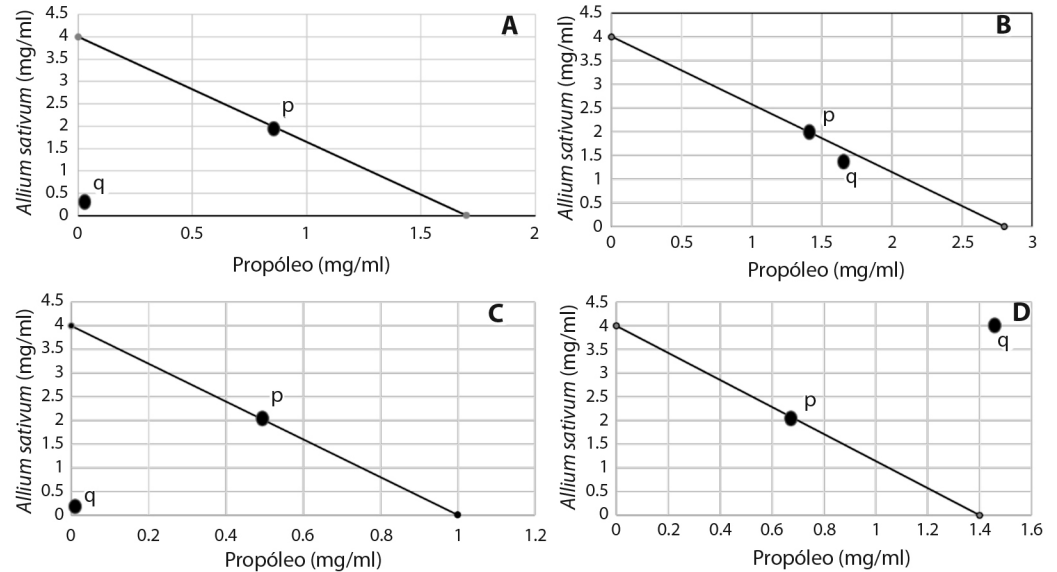 A
Allium sativum (mg/ml)
4.5
4
3.5
3
2.5
2
1.5
1
0.5
0
p
q
0 0.5 1 1.5 2
Propóleo (mg/ml)
B
Allium sativum (mg/ml)
4.5
4
3.5
3
2.5
2
1.5
1
0.5
0
p
q
0 0.5 1 1.5 2 2.5 3
Propóleo (mg/ml)
C
Allium sativum (mg/ml)
4.5
4
3.5
3
2.5
2
1.5
1
0.5
0
p
q
0 0.2 0.4 0.6 0.8 1 1.2
Propóleo (mg/ml)
D
Allium sativum (mg/ml)
4.5
4
3.5
3
2.5
2
1.5
1
0.5
0
q
p
0 0.2 0.4 0.6 0.8 1 1.2 1.4 1.6
Propóleo (mg/ml)